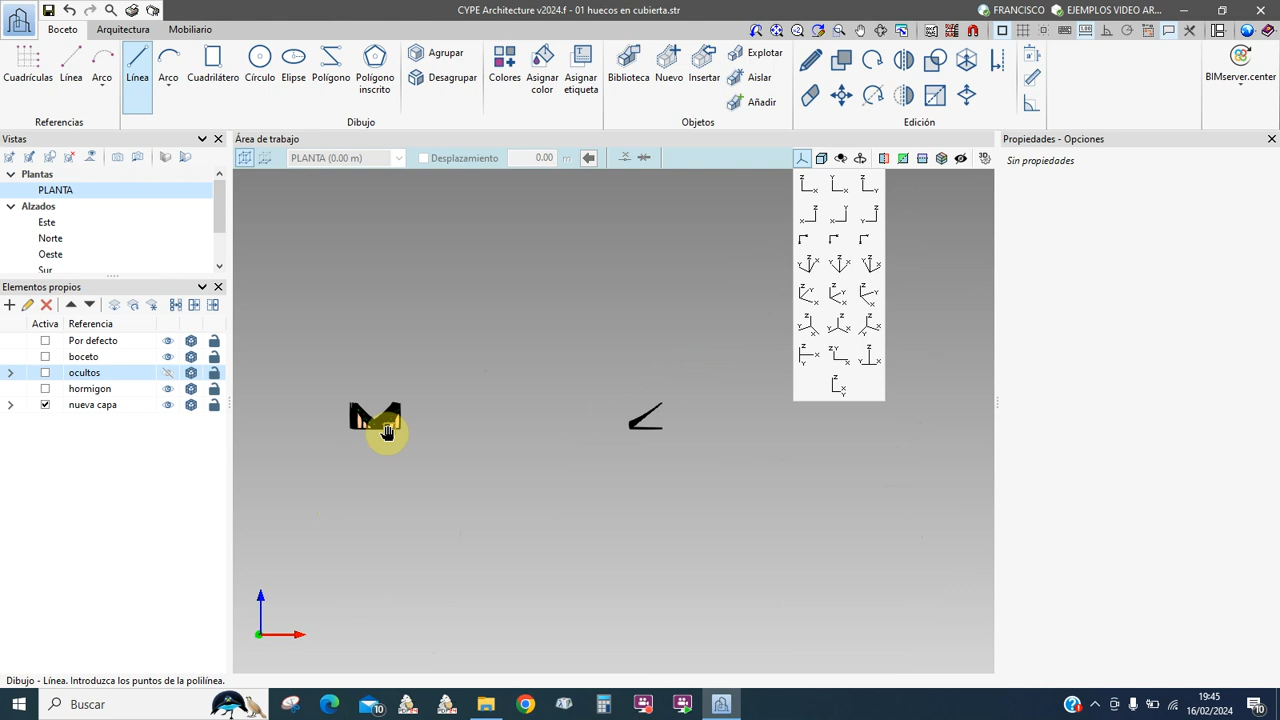 CYPE Architecture v2024.f - 01 huecos en cubierta.str
FRANCISCO
EJEMPLOS VIDEO AR...
Boceto
Arquitectura
Mobiliario
Cuadrículas
Línea
Arco
Línea
Arco
Cuadrilátero
Círculo
Elipse
Polígono
Polígono inscrito
Agrupar
Desagrupar
Colores
Asignar color
Asignar etiqueta
Biblioteca
Nuevo
Insertar
Explotar
Aislar
Añadir
BIMserver.center
Referencias
Dibujo
Objetos
Edición
Vistas
Área de trabajo
Propiedades - Opciones
PLANTA (0.00 m)
Desplazamiento
0.00
m
Sin propiedades
Plantas
PLANTA
Alzados
Este
Norte
Oeste
Sur
Elementos propios
Activa
Referencia
Por defecto
boceto
ocultos
hormigon
nueva capa
Dibujo - Línea. Introduzca los puntos de la polilínea.
Buscar
10
19:45
16/02/2024
10